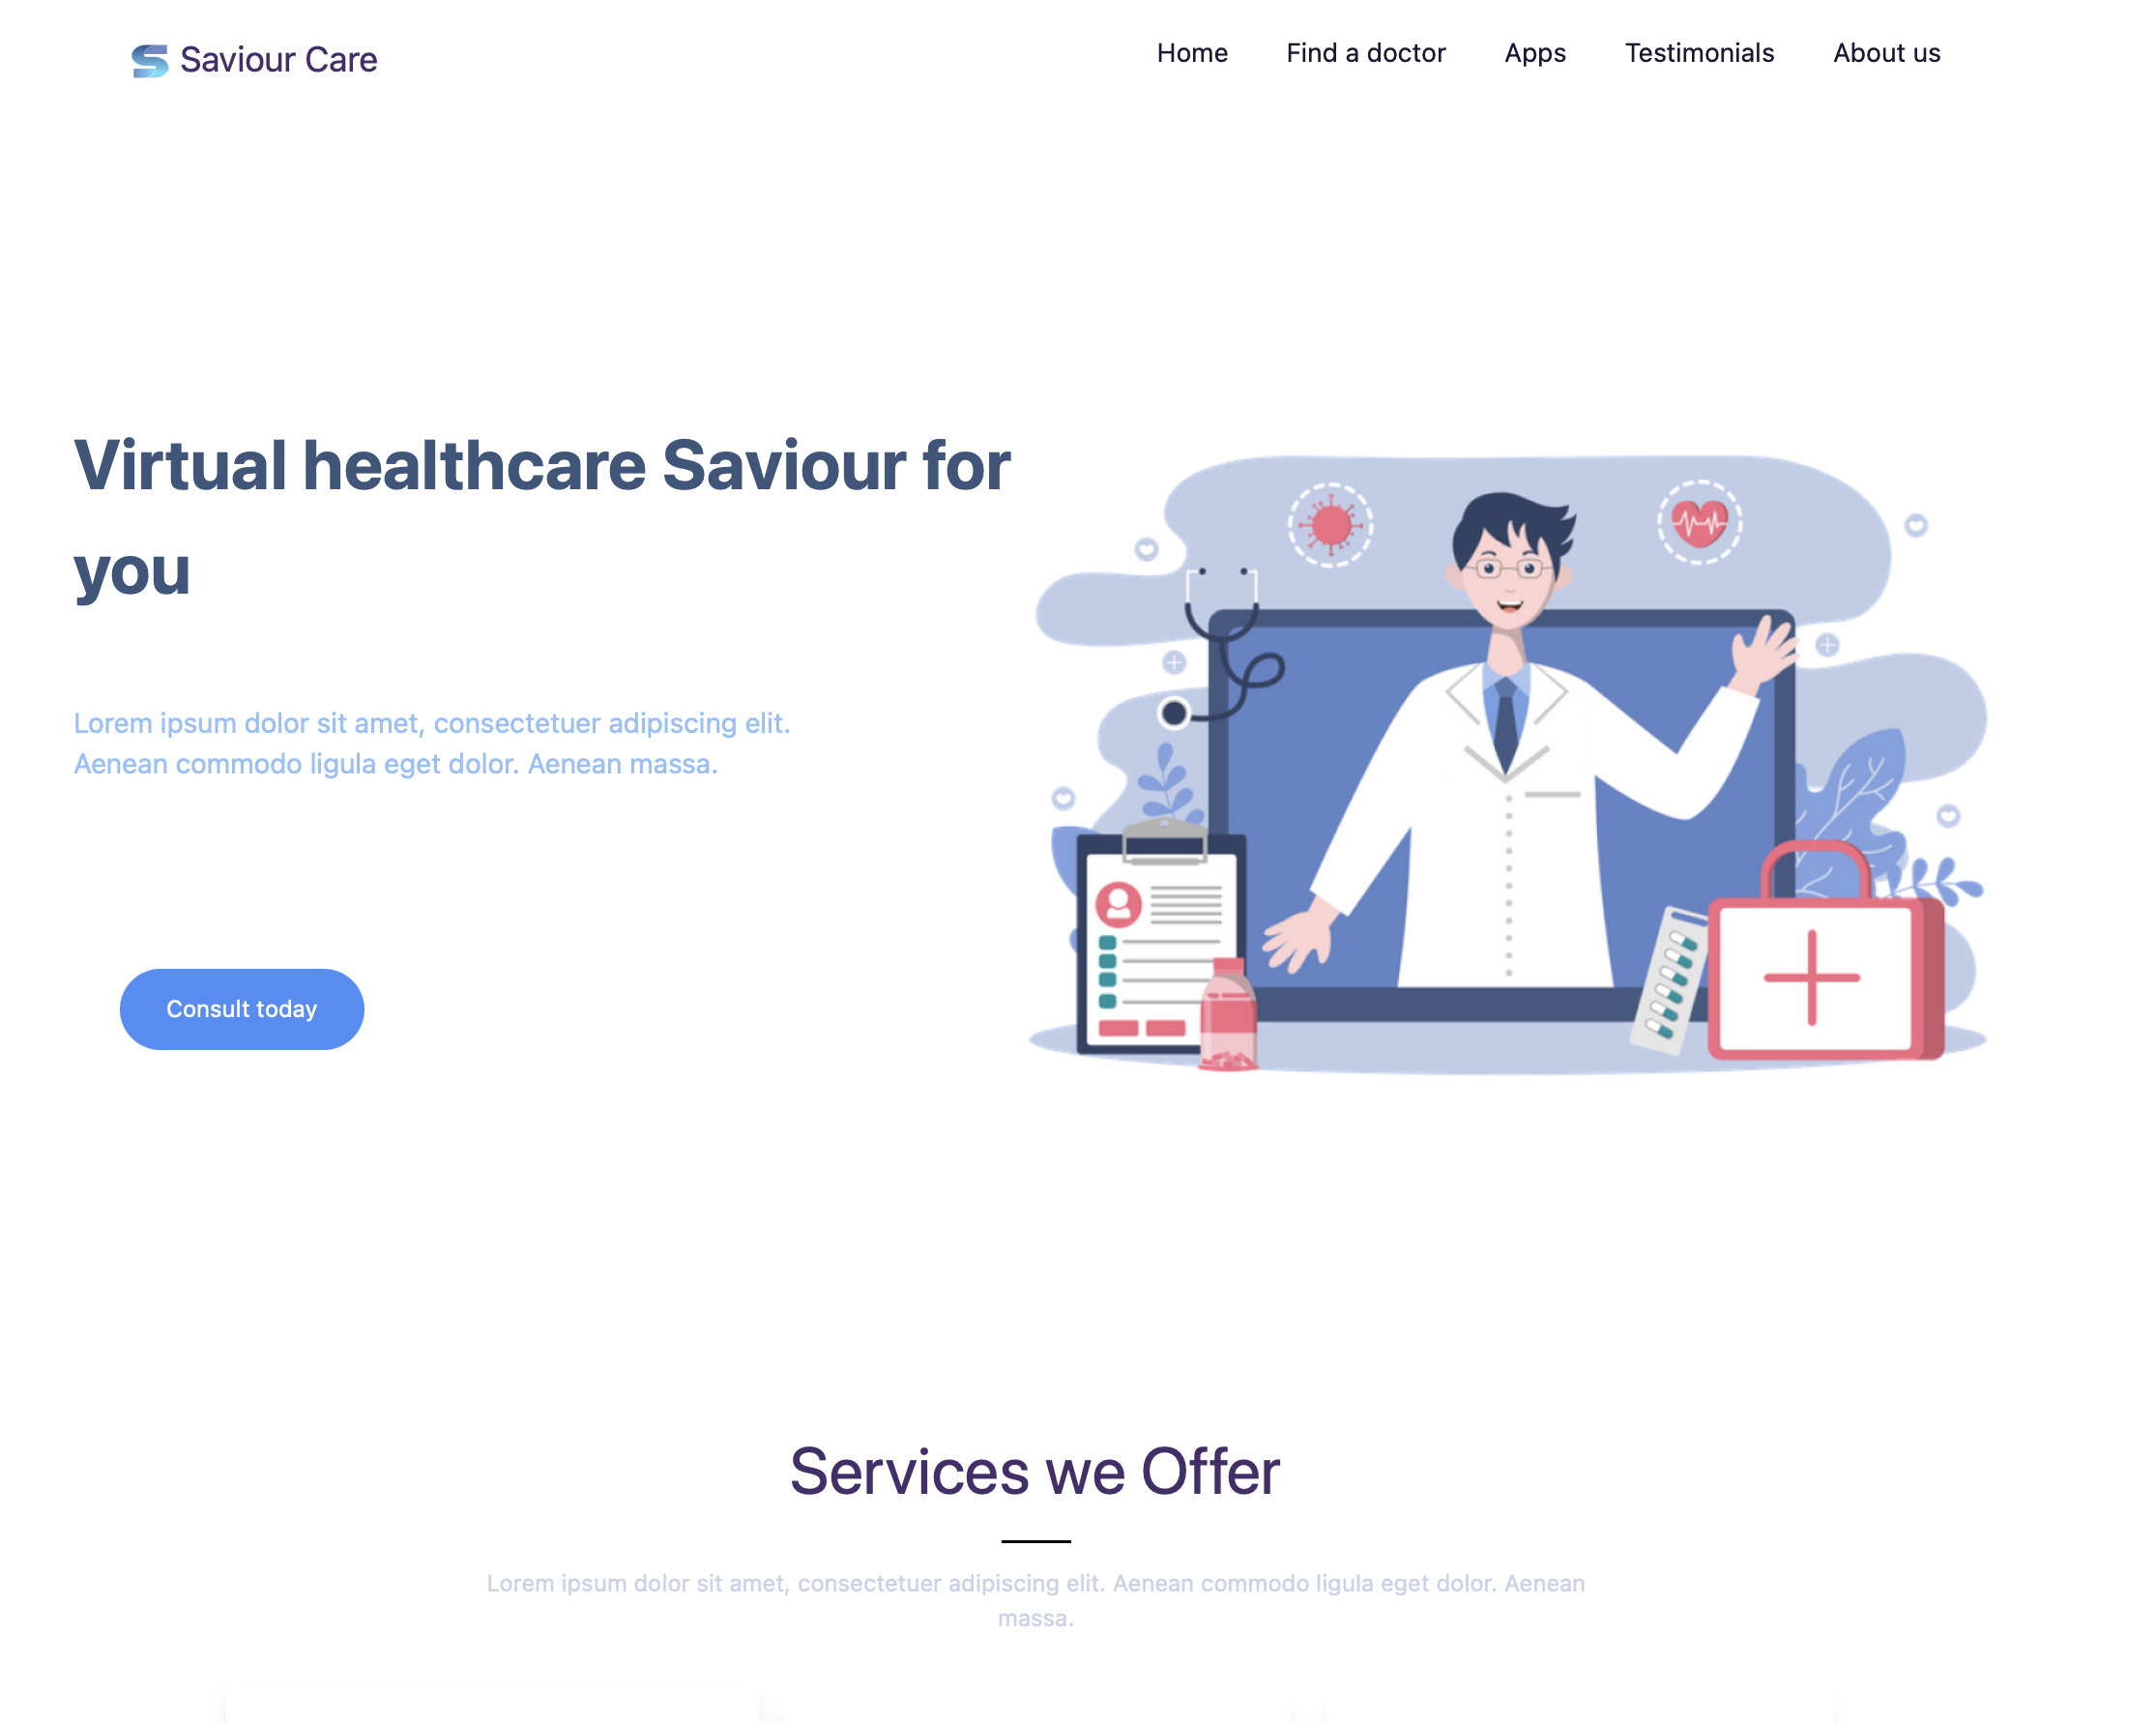 Saviour Care
Home Find a doctor Apps Testimonials About us
Virtual healthcare Saviour for
you
Lorem ipsum dolor sit amet, consectetuer adipiscing elit.
Aenean commodo ligula eget dolor. Aenean massa.
Consult today
Services we Offer
Lorem ipsum dolor sit amet, consectetuer adipiscing elit. Aenean commodo ligula eget dolor. Aenean
massa.